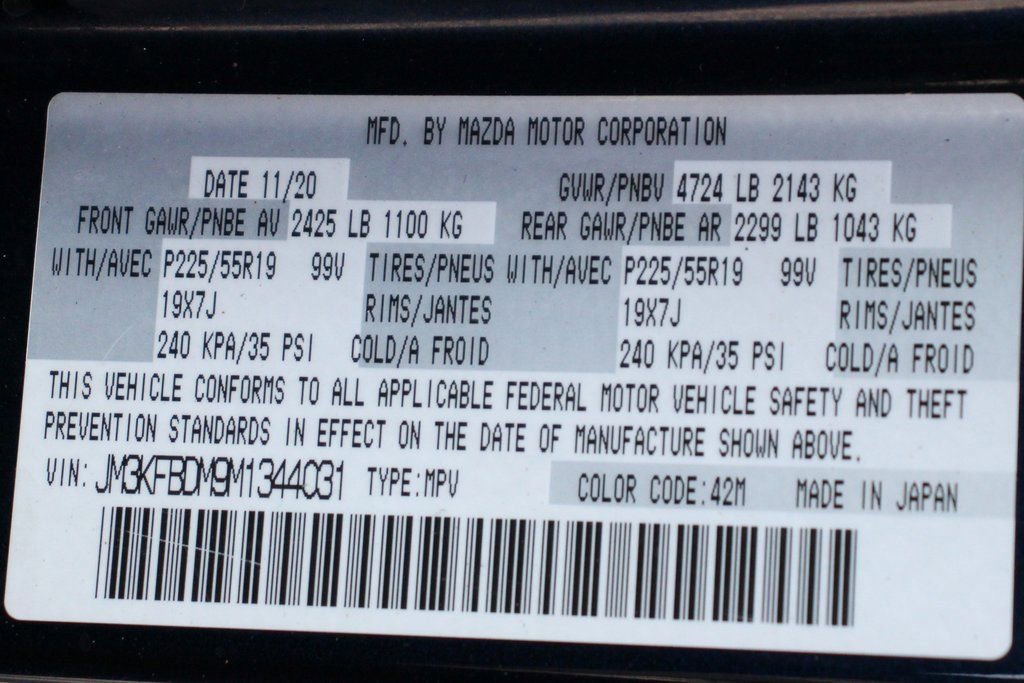 MFD. BY MAZDA MOTOR CORPORATION
DATE 11/20 GVWR/PNBV 4724 LB 2143 KG
FRONT GAWR/PNBE AV 2425 LB 1100 KG REAR GAWR/PNBE AR 2299 LB 1043 KG
WITH/AVEC P225/55R19 99V TIRES/PNEUS WITH/AVEC P225/55R19 99V TIRES/PNEUS
19X7J RIMS/JANTES 19X7J RIMS/JANTES
240 KPA/35 PSI COLD/A FROID 240 KPA/35 PSI COLD/A FROID
THIS VEHICLE CONFORMS TO ALL APPLICABLE FEDERAL MOTOR VEHICLE SAFETY AND THEFT
PREVENTION STANDARDS IN EFFECT ON THE DATE OF MANUFACTURE SHOWN ABOVE.
VIN: JM3KFBDM9M1344031 TYPE:MPV COLOR CODE:42M MADE IN JAPAN